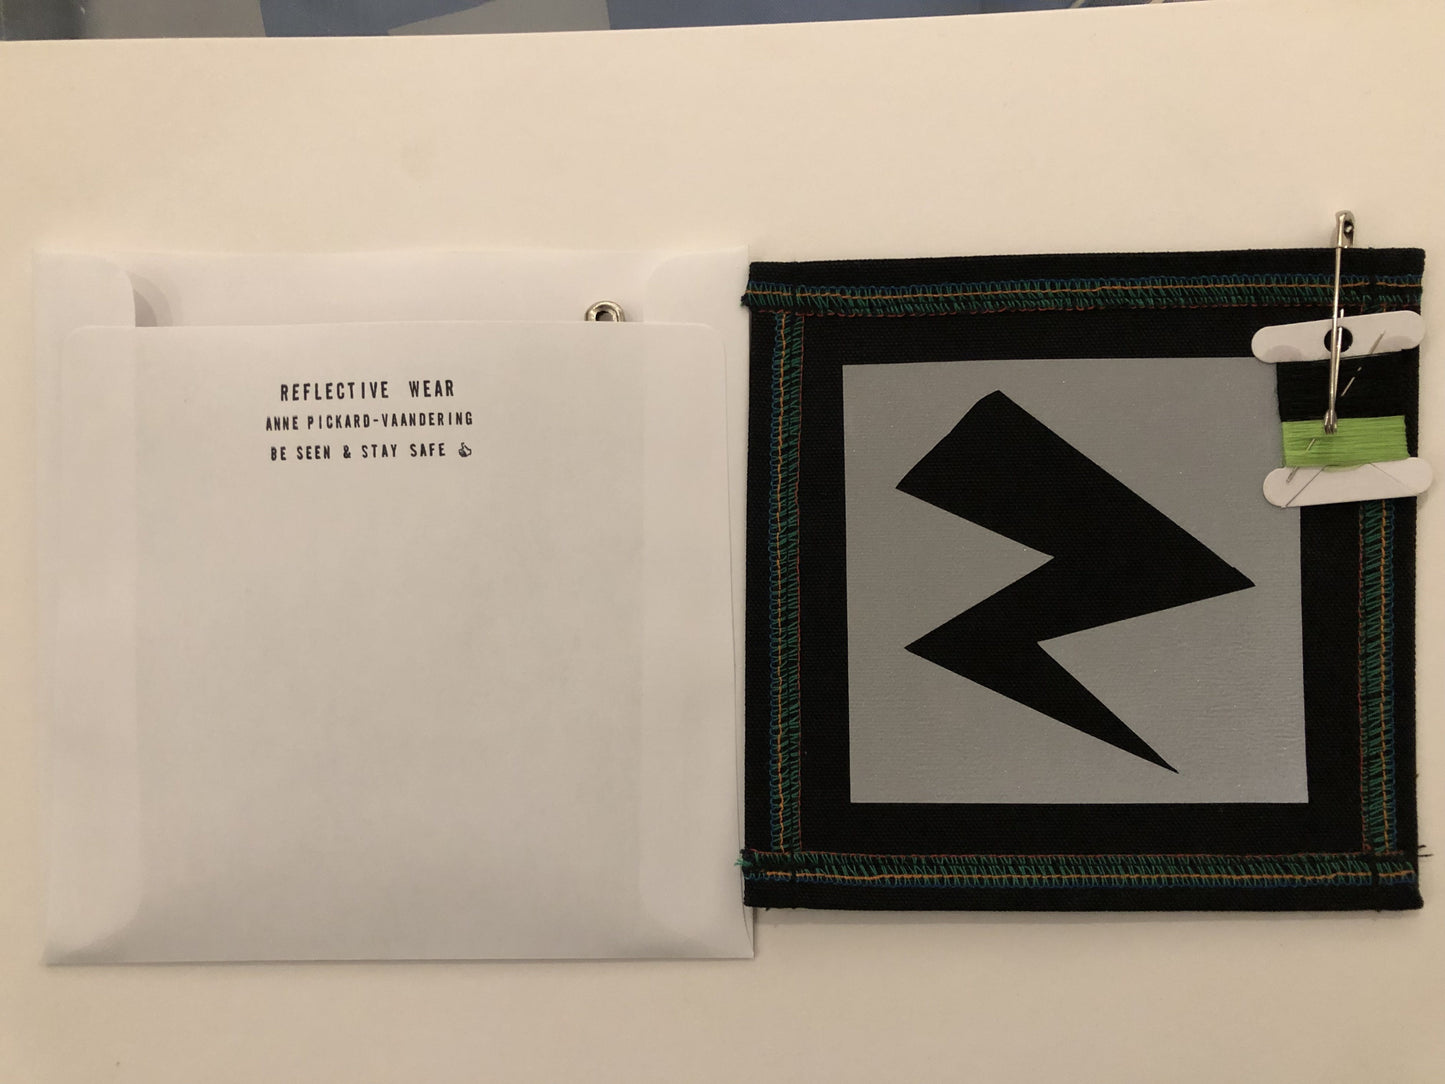 REFLECTIVE WEAR
ANNE PICKARD-VAANDERING
BE SEEN & STAY SAFE